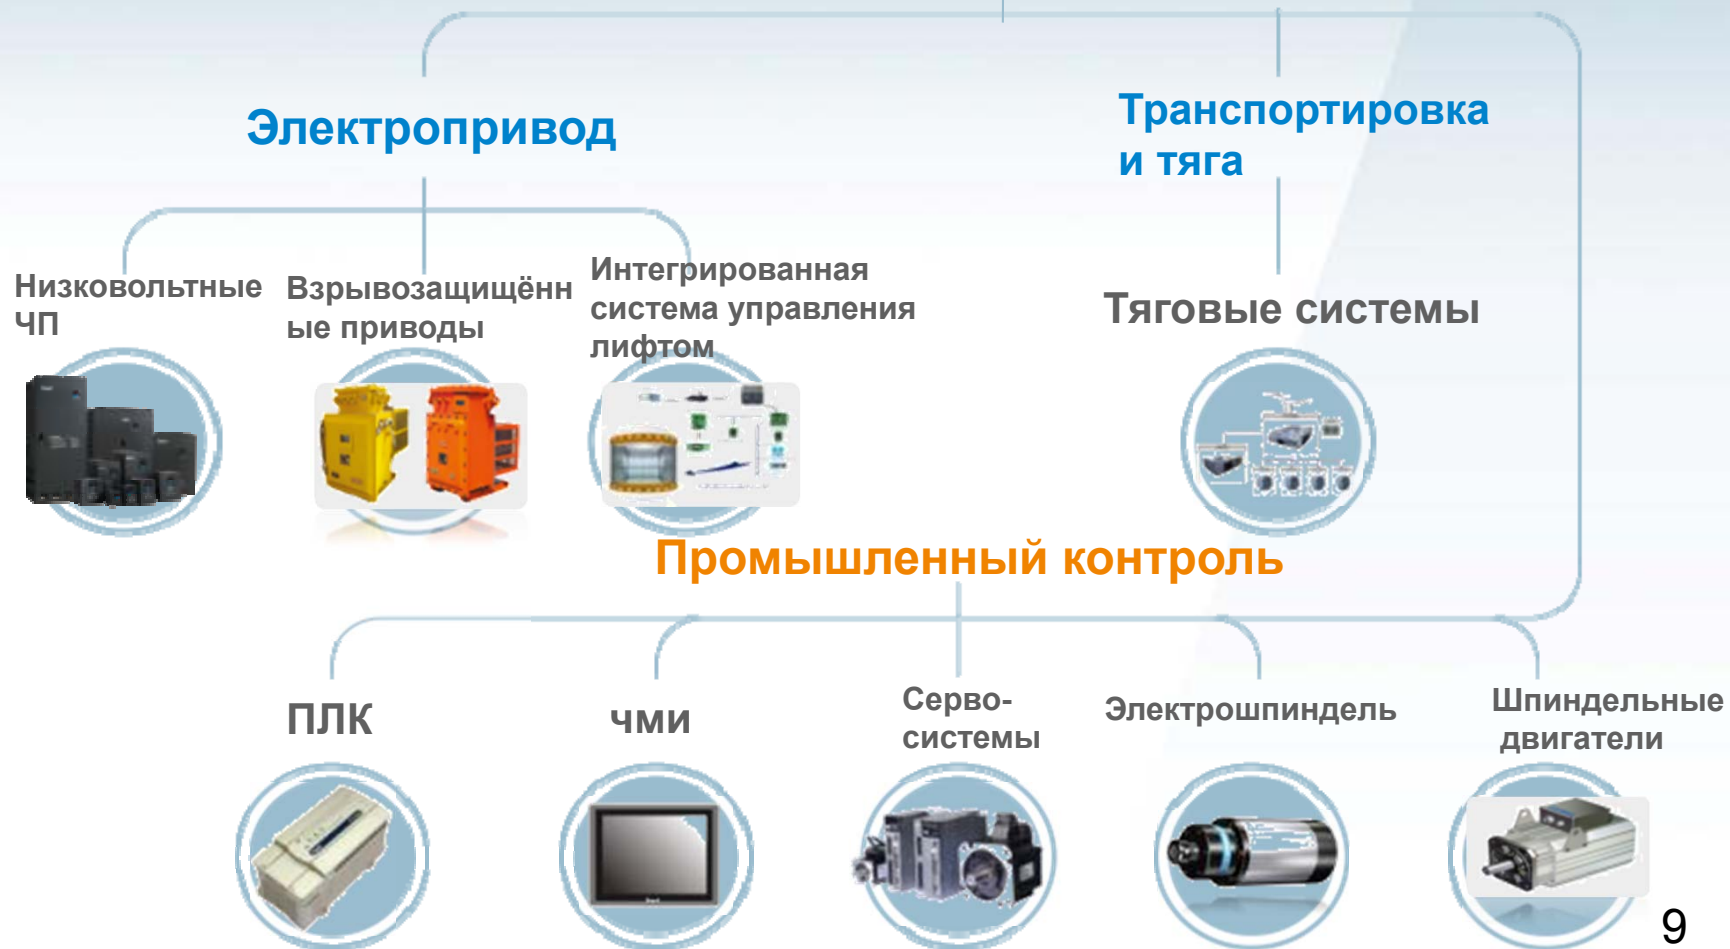 Электропривод
Транспортировка
и тяга
Низковольтные
ЧП
Взрывозащищённ
ые приводы
Интегрированная
система управления
лифтом
Тяговые системы
Промышленный контроль
ПЛК
чми
Серво-
системы
Электрошпиндель
Шпиндельные
двигатели
9